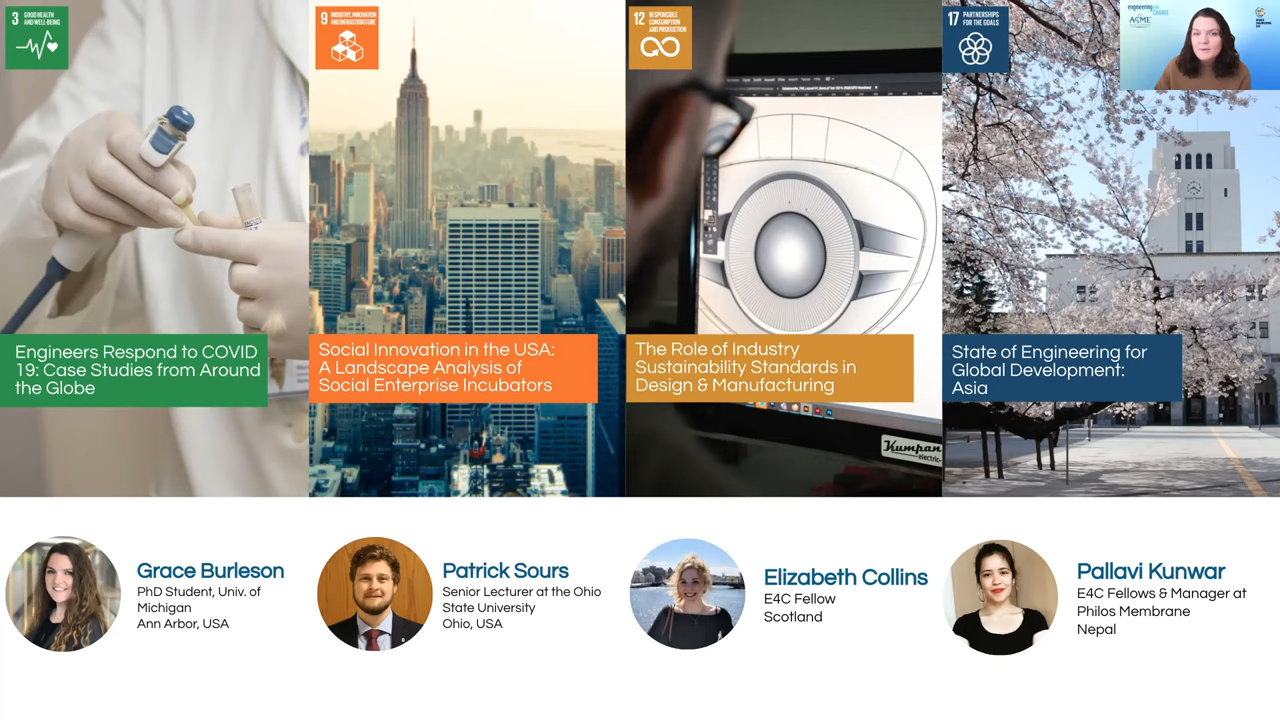 3 GOOD HEALTH
AND WELL-BEING
9 INDUSTRY, INNOVATION
AND INFRASTRUCTURE
12 RESPONSIBLE
CONSUMPTION
AND PRODUCTION
17 PARTNERSHIPS
FOR THE GOALS
engineering FOR
CHANGE
ASME
Engineers Respond to COVID
19: Case Studies from Around
the Globe
Social Innovation in the USA:
A Landscape Analysis of
Social Enterprise Incubators
The Role of Industry
Sustainability Standards in
Design & Manufacturing
Kumpan
electric
State of Engineering for
Global Development:
Asia
Grace Burleson
PhD Student, Univ. of
Michigan
Ann Arbor, USA
Patrick Sours
Senior Lecturer at the Ohio
State University
Ohio, USA
Elizabeth Collins
E4C Fellow
Scotland
Pallavi Kunwar
E4C Fellows & Manager at
Philos Membrane
Nepal